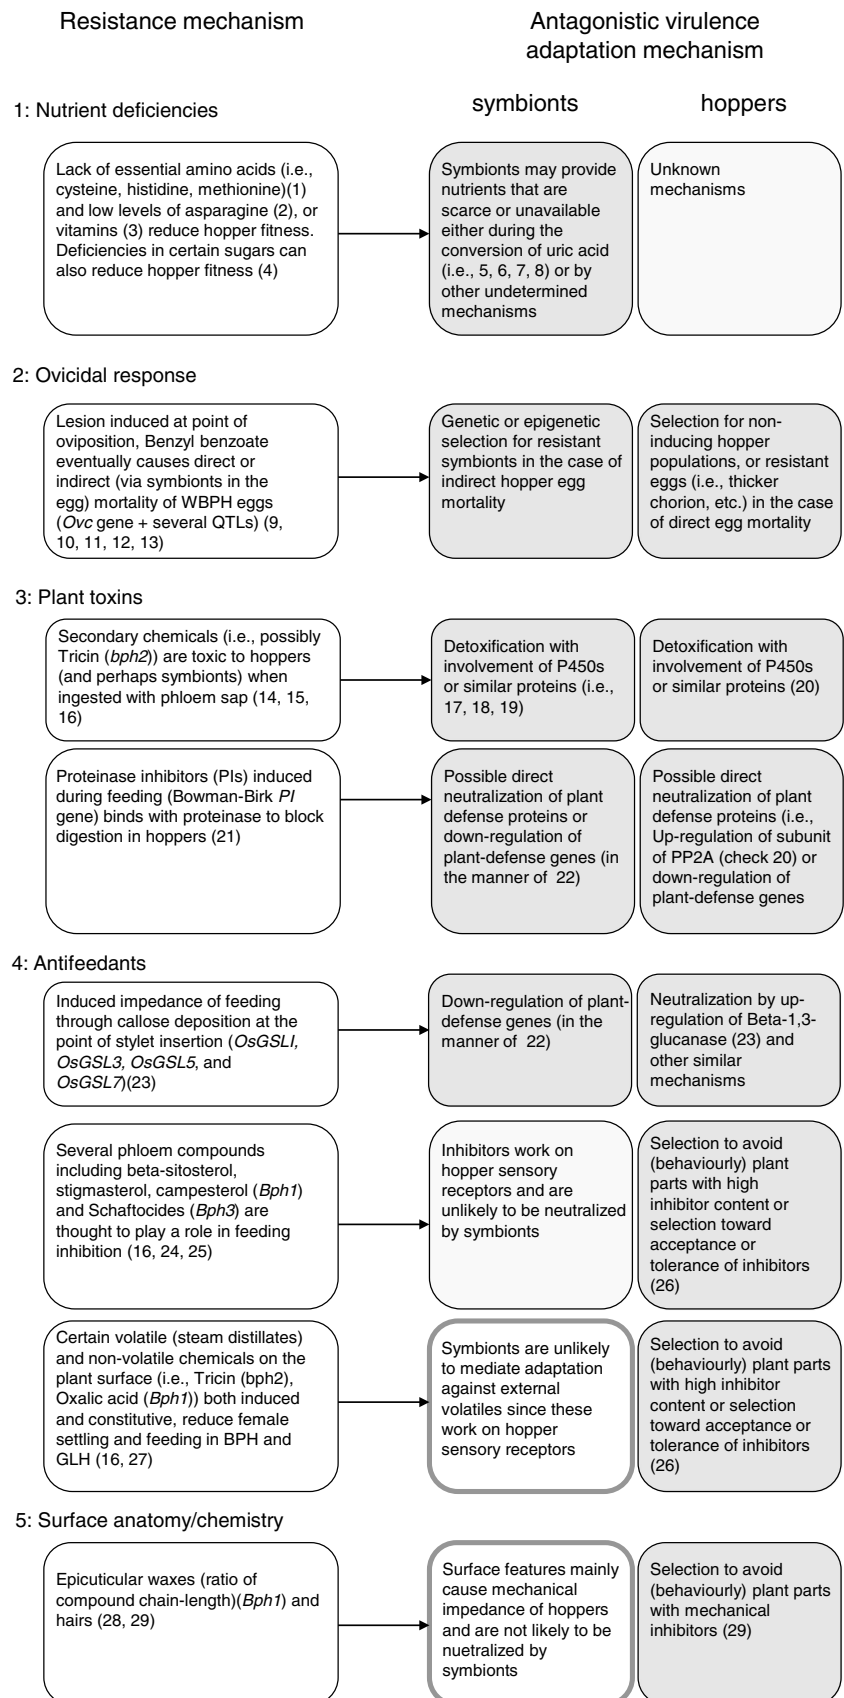 Resistance mechanism
Antagonistic virulence
adaptation mechanism
symbionts
hoppers
1: Nutrient deficiencies
Lack of essential amino acids (i.e.,
cysteine, histidine, methionine)(1)
and low levels of asparagine (2), or
vitamins (3) reduce hopper fitness.
Deficiencies in certain sugars can
also reduce hopper fitness (4)
Symbionts may provide
nutrients that are
scarce or unavailable
either during the
conversion of uric acid
(i.e., 5, 6, 7, 8) or by
other undetermined
mechanisms
Unknown
mechanisms
2: Ovicidal response
Lesion induced at point of
oviposition, Benzyl benzoate
eventually causes direct or
indirect (via symbionts in the
egg) mortality of WBPH eggs
(Ovc gene + several QTLs) (9,
10, 11, 12, 13)
Genetic or epigenetic
selection for resistant
symbionts in the case of
indirect hopper egg
mortality
Selection for non-
inducing hopper
populations, or resistant
eggs (i.e., thicker
chorion, etc.) in the case
of direct egg mortality
3: Plant toxins
Secondary chemicals (i.e., possibly
Tricin (bph2)) are toxic to hoppers
(and perhaps symbionts) when
ingested with phloem sap (14, 15,
16)
Detoxification with
involvement of P450s
or similar proteins (i.e.,
17, 18, 19)
Detoxification with
involvement of P450s
or similar proteins (20)
Proteinase inhibitors (PIs) induced
during feeding (Bowman-Birk PI
gene) binds with proteinase to block
digestion in hoppers (21)
Possible direct
neutralization of plant
defense proteins or
down-regulation of
plant-defense genes (in
the manner of 22)
Possible direct
neutralization of plant
defense proteins (i.e.,
Up-regulation of subunit
of PP2A (check 20) or
down-regulation of
plant-defense genes
4: Antifeedants
Induced impedance of feeding
through callose deposition at the
point of stylet insertion (OsGSLI,
OsGSL3, OsGSL5, and
OsGSL7)(23)
Down-regulation of plant-
defense genes (in the
manner of 22)
Neutralization by up-
regulation of Beta-1,3-
glucanase (23) and
other similar
mechanisms
Several phloem compounds
including beta-sitosterol,
stigmasterol, campesterol (Bph1)
and Schaftocides (Bph3) are
thought to play a role in feeding
inhibition (16, 24, 25)
Inhibitors work on
hopper sensory
receptors and are
unlikely to be neutralized
by symbionts
Selection to avoid
(behaviourly) plant
parts with high
inhibitor content or
selection toward
acceptance or
tolerance of inhibitors
(26)
Certain volatile (steam distillates)
and non-volatile chemicals on the
plant surface (i.e., Tricin (bph2),
Oxalic acid (Bph1)) both induced
and constitutive, reduce female
settling and feeding in BPH and
GLH (16, 27)
Symbionts are unlikely
to mediate adaptation
against external
volatiles since these
work on hopper
sensory receptors
Selection to avoid
(behaviourly) plant parts
with high inhibitor
content or selection
toward acceptance or
tolerance of inhibitors
(26)
5: Surface anatomy/chemistry
Epicuticular waxes (ratio of
compound chain-length)(Bph1) and
hairs (28, 29)
Surface features mainly
cause mechanical
impedance of hoppers
and are not likely to be
nuetralized by
symbionts
Selection to avoid
(behaviourly) plant parts
with mechanical
inhibitors (29)